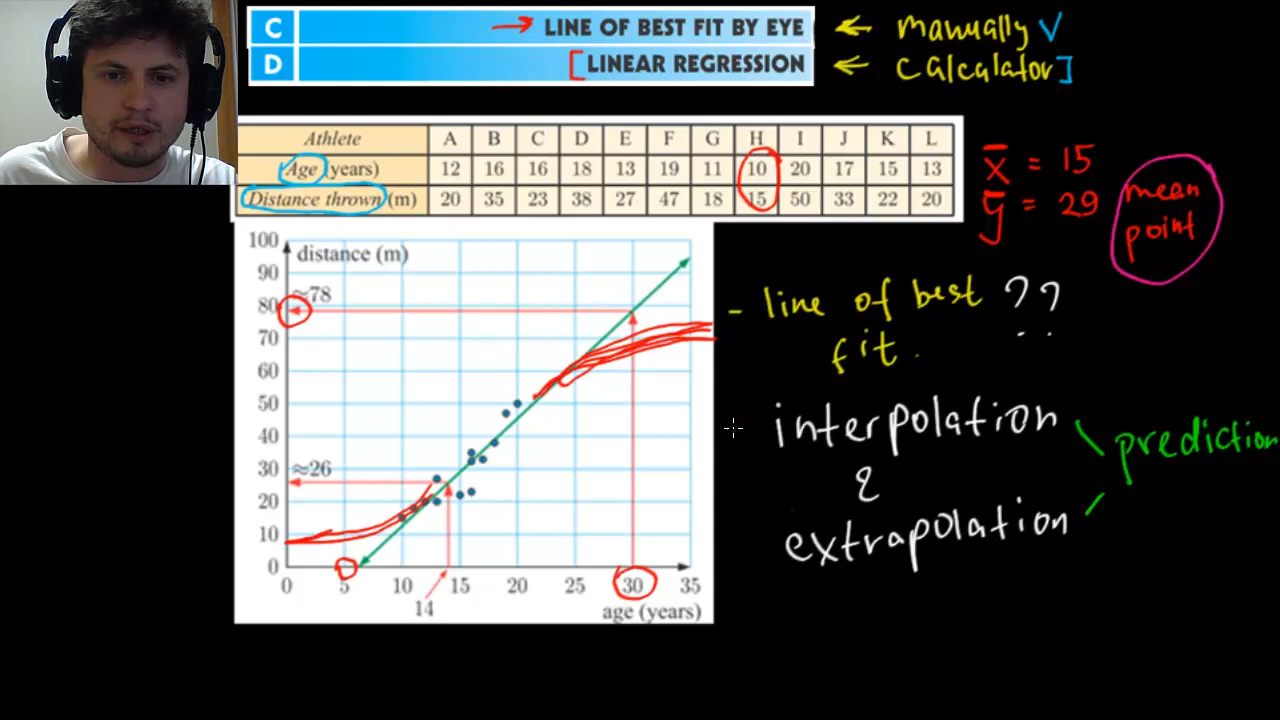 C → LINE OF BEST FIT BY EYE ← manually √
D [LINEAR REGRESSION ← calcalator]
Athlete A B C D E F G H I J K L
Age (years) 12 16 16 18 13 19 11 10 20 17 15 13
Distance thrown (m) 20 35 23 38 27 47 18 15 50 33 22 20
x̄ = 15
ȳ = 29
mean
point
distance (m)
100
90
80
70
60
50
40
30
20
10
0
≈78
≈26
0 5 10 15 20 25 30 35
14
age (years)
- line of best ??
fit.
interpolation
&
extrapolation
prediction